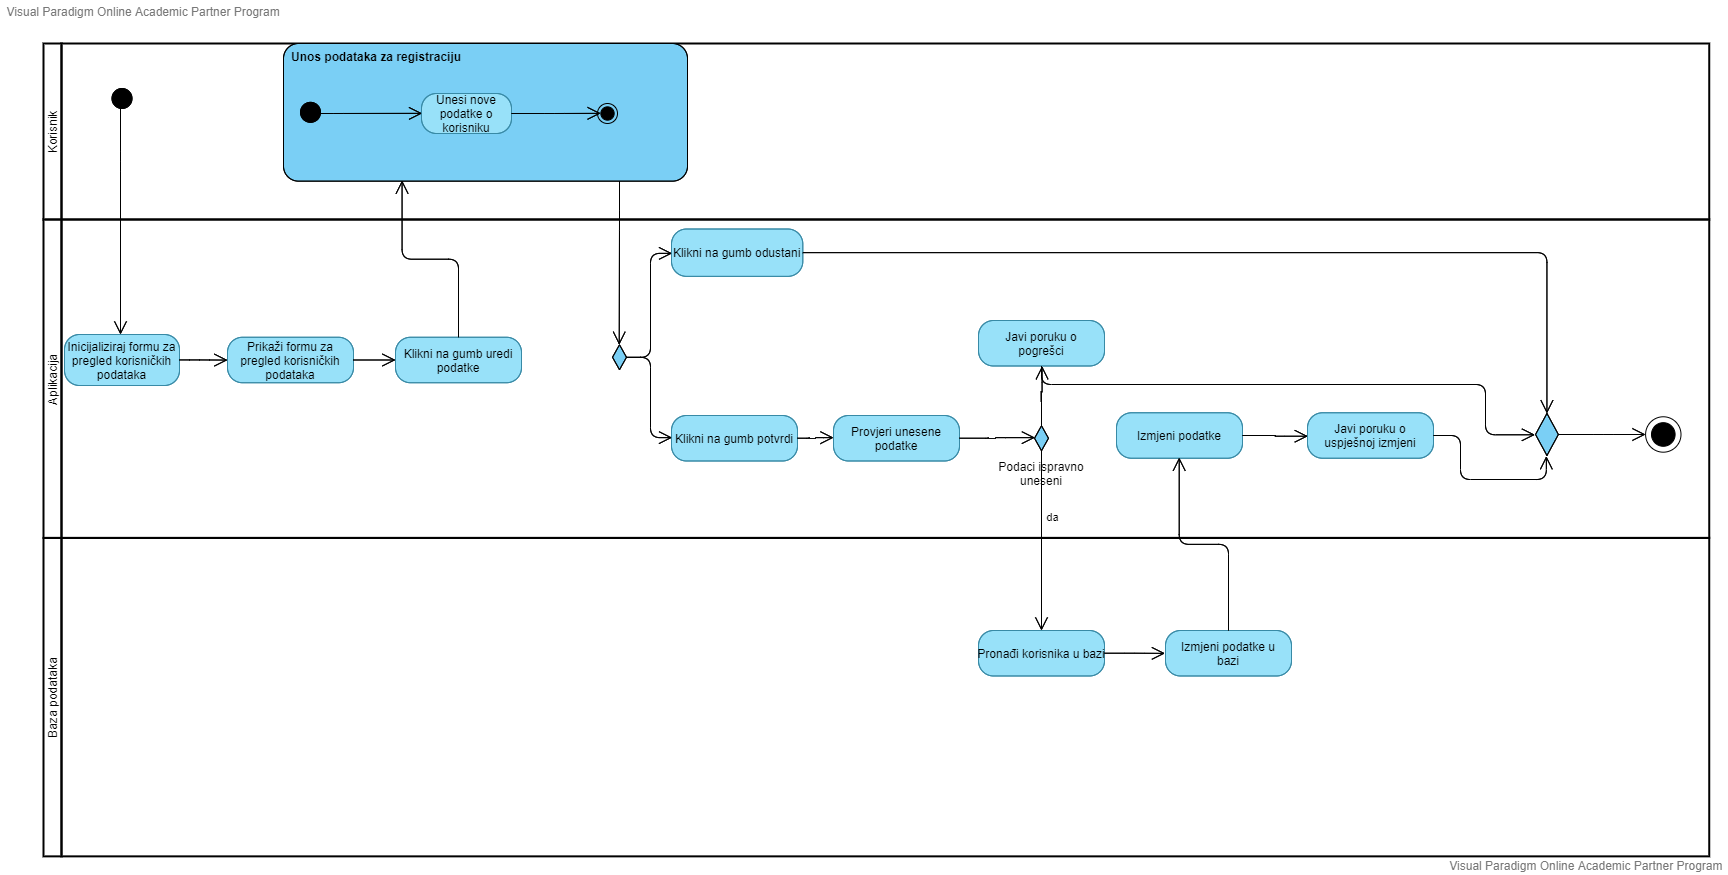 Visual Paradigm Online Academic Partner Program
Korisnik
Unos podataka za registraciju
Unesi nove
podatke o
korisniku
Aplikacija
Inicijaliziraj formu za
pregled korisničkih
podataka
Prikaži formu za
pregled korisničkih
podataka
Klikni na gumb uredi
podatke
Klikni na gumb odustani
Klikni na gumb potvrdi
Provjeri unesene
podatke
Javi poruku o
pogrešci
Podaci ispravno
uneseni
da
Izmjeni podatke
Javi poruku o
uspješnoj izmjeni
Baza podataka
Pronađi korisnika u bazi
Izmjeni podatke u
bazi
Visual Paradigm Online Academic Partner Program